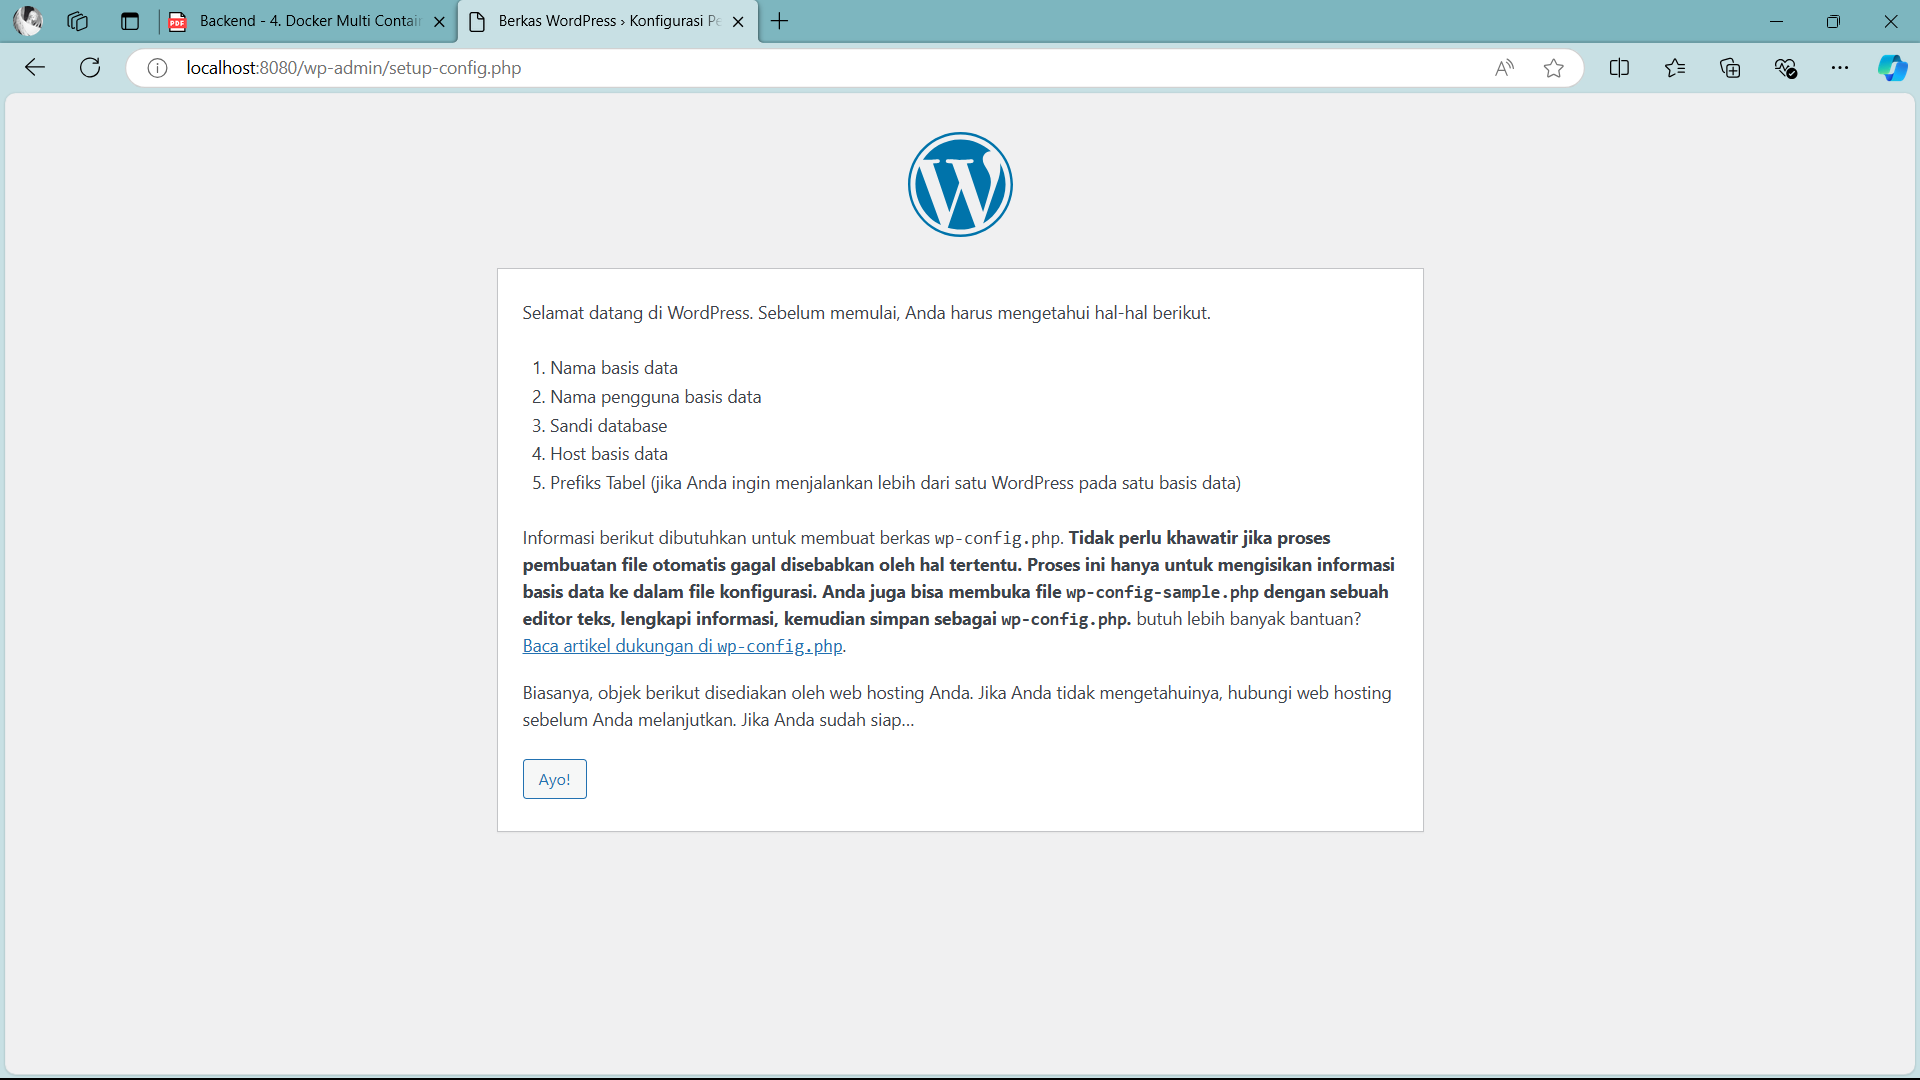 Backend - 4. Docker Multi Contain
Berkas WordPress › Konfigurasi Pe
localhost:8080/wp-admin/setup-config.php
Selamat datang di WordPress. Sebelum memulai, Anda harus mengetahui hal-hal berikut.
1. Nama basis data
2. Nama pengguna basis data
3. Sandi database
4. Host basis data
5. Prefiks Tabel (jika Anda ingin menjalankan lebih dari satu WordPress pada satu basis data)
Informasi berikut dibutuhkan untuk membuat berkas wp-config.php. Tidak perlu khawatir jika proses
pembuatan file otomatis gagal disebabkan oleh hal tertentu. Proses ini hanya untuk mengisikan informasi
basis data ke dalam file konfigurasi. Anda juga bisa membuka file wp-config-sample.php dengan sebuah
editor teks, lengkapi informasi, kemudian simpan sebagai wp-config.php. butuh lebih banyak bantuan?
Baca artikel dukungan di wp-config.php.
Biasanya, objek berikut disediakan oleh web hosting Anda. Jika Anda tidak mengetahuinya, hubungi web hosting
sebelum Anda melanjutkan. Jika Anda sudah siap…
Ayo!